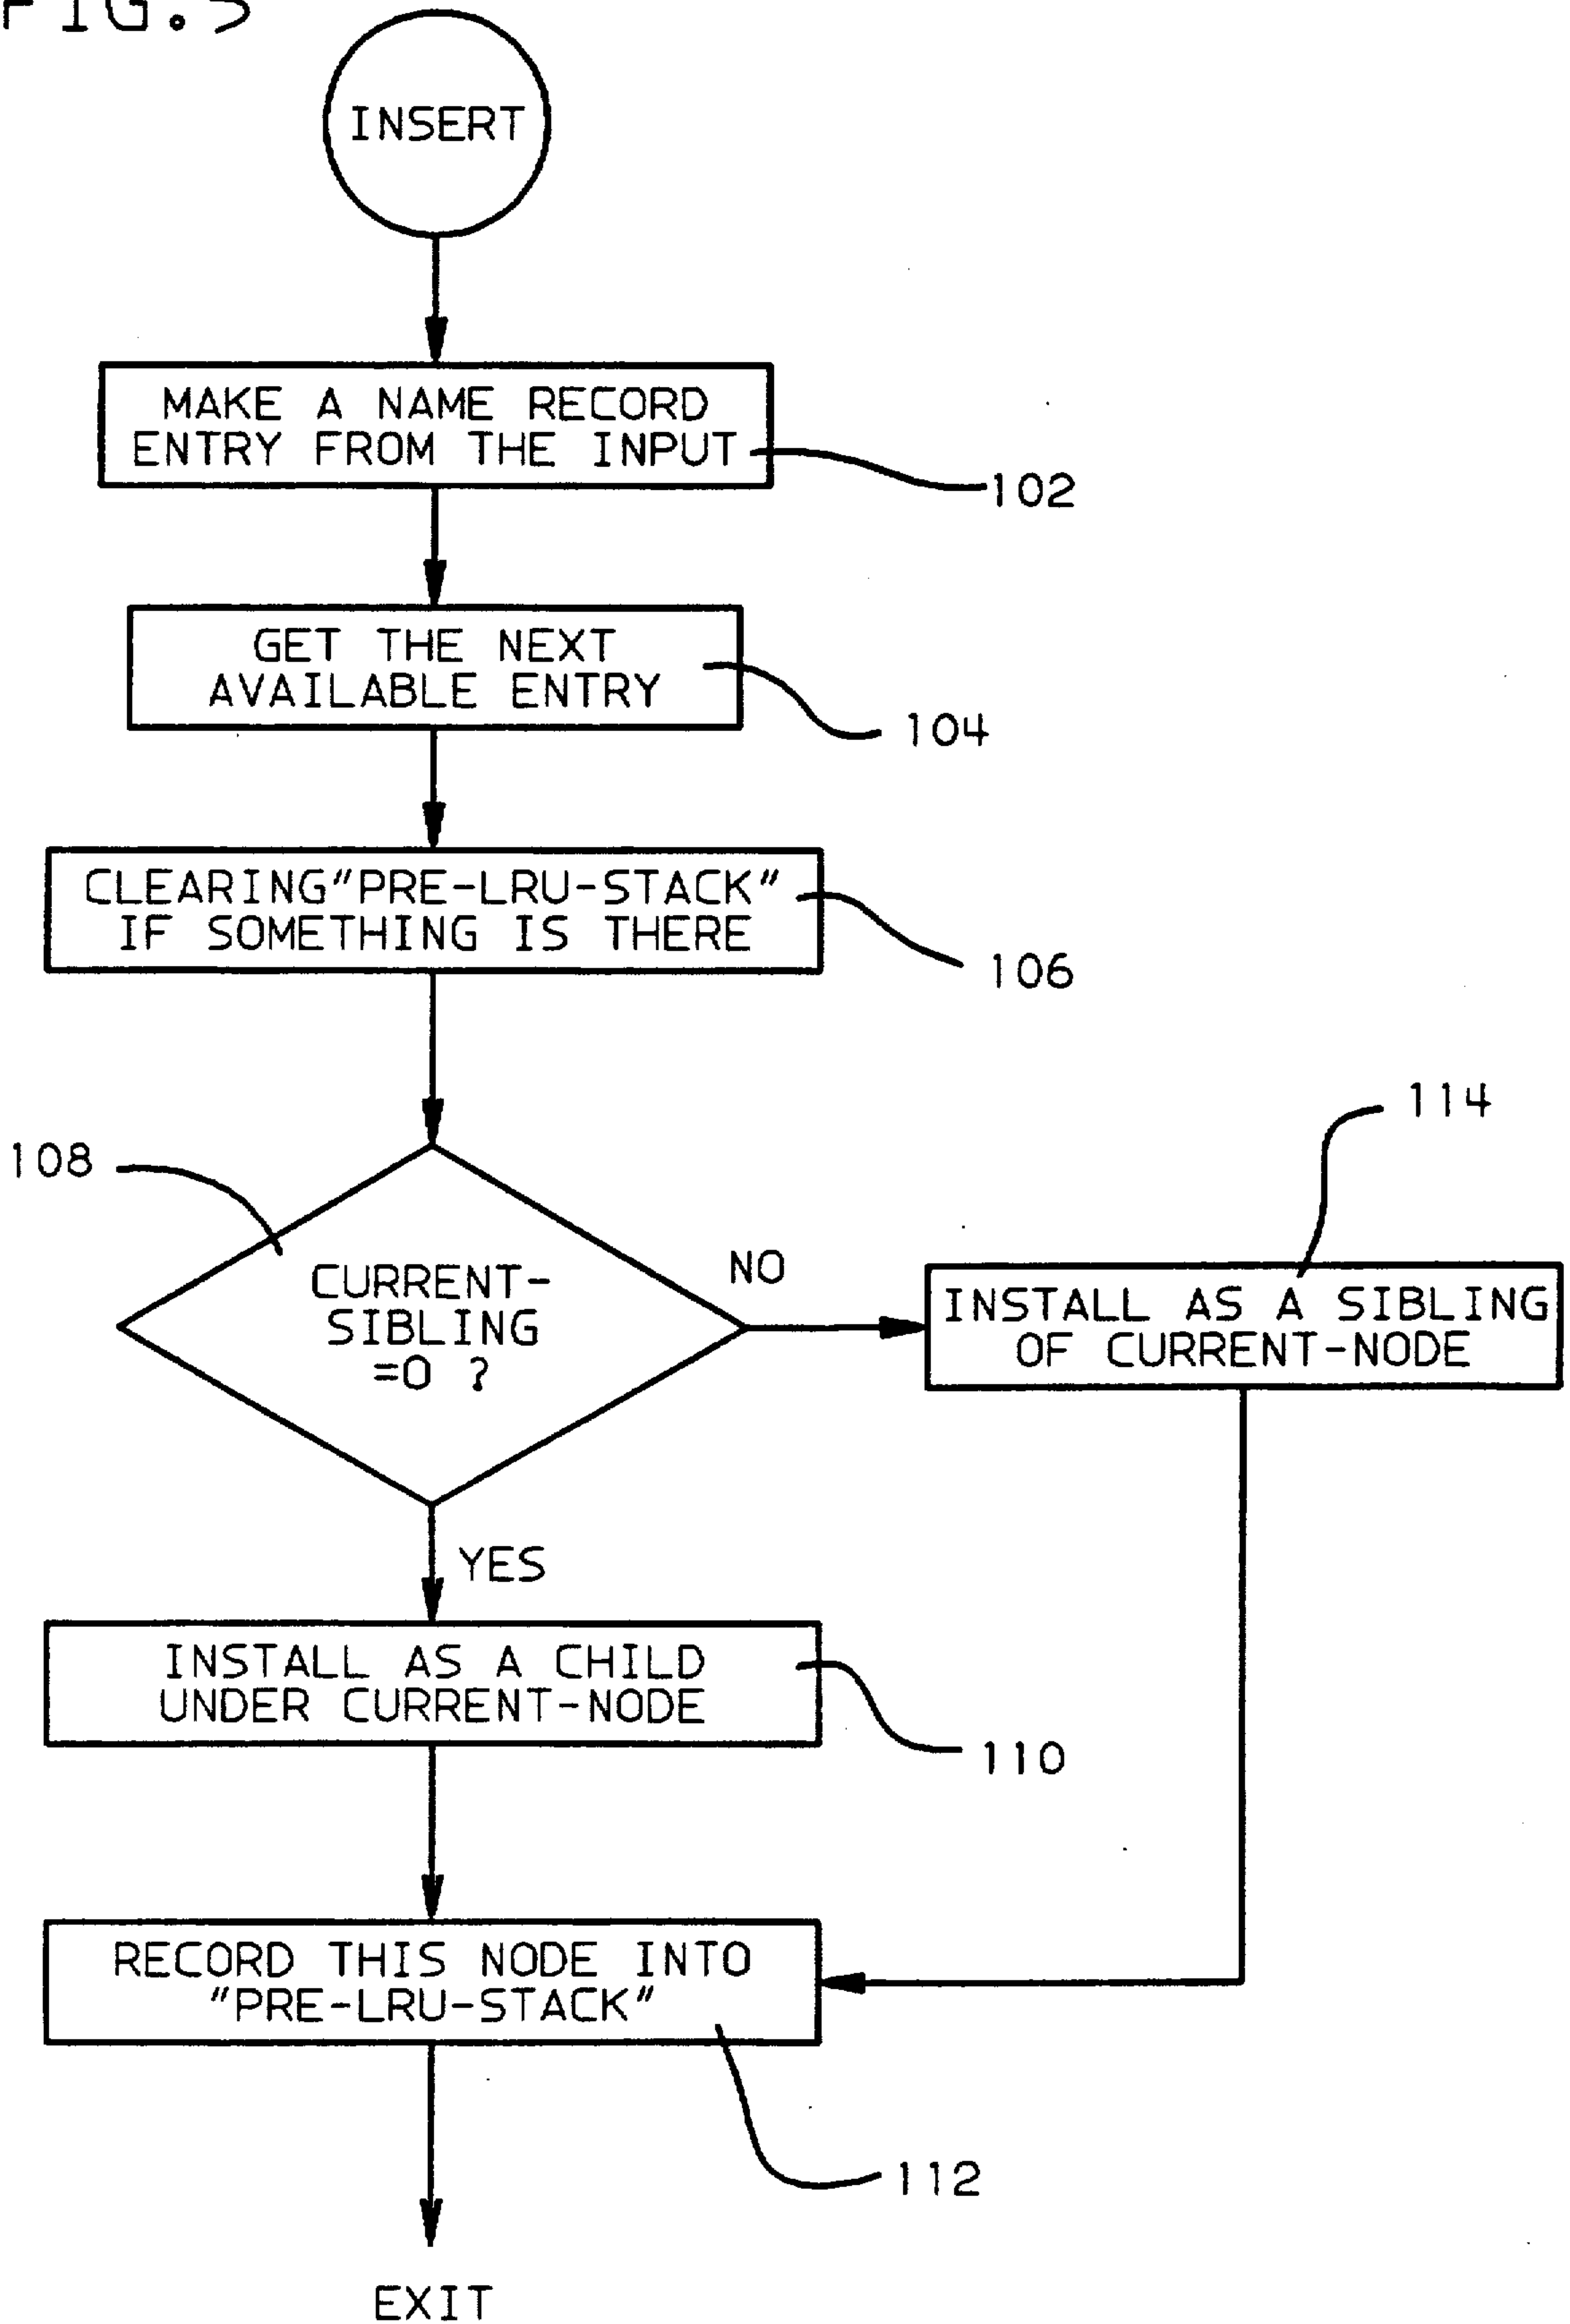 FIG.5
INSERT
MAKE A NAME RECORD
ENTRY FROM THE INPUT
102
GET THE NEXT
AVAILABLE ENTRY
104
CLEARING"PRE-LRU-STACK"
IF SOMETHING IS THERE
106
108
CURRENT-
SIBLING
=0 ?
NO
114
INSTALL AS A SIBLING
OF CURRENT-NODE
YES
INSTALL AS A CHILD
UNDER CURRENT-NODE
110
RECORD THIS NODE INTO
"PRE-LRU-STACK"
112
EXIT